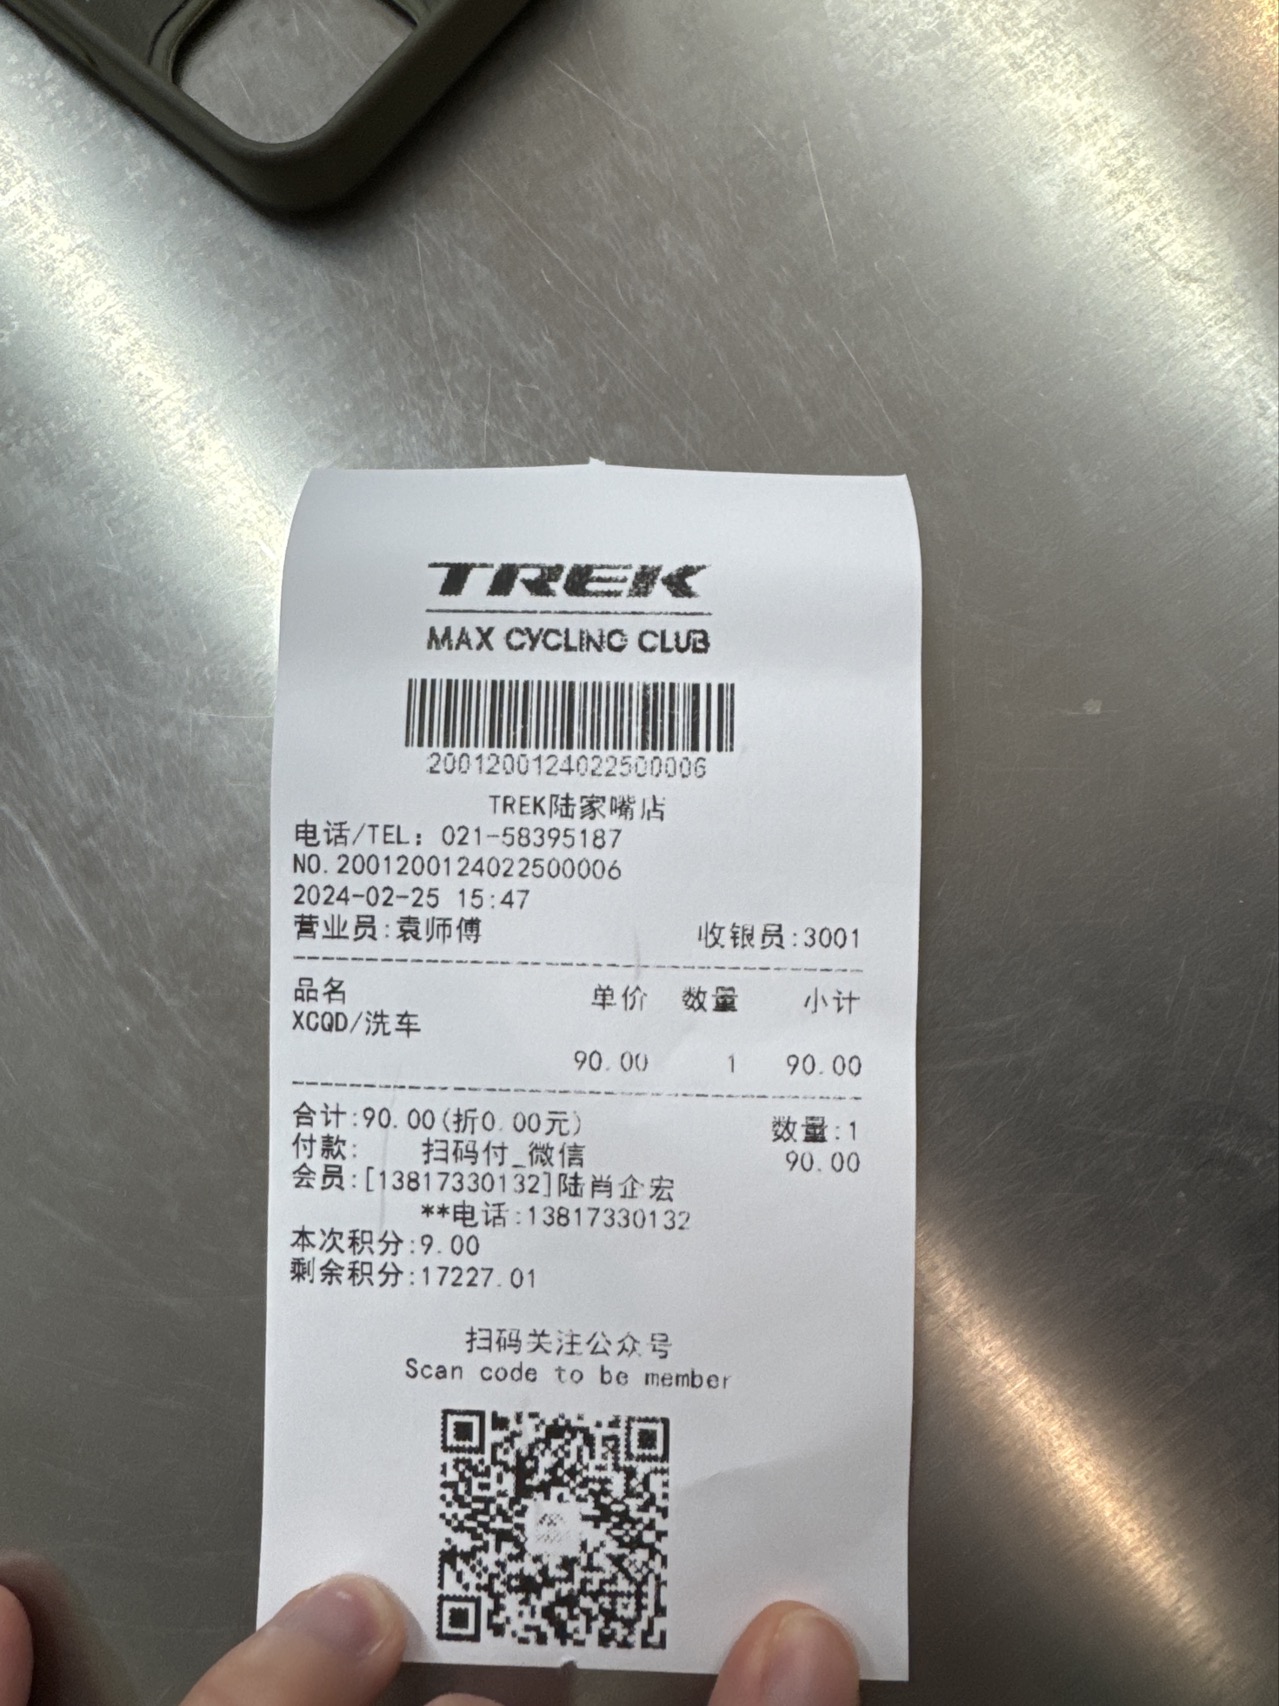 TREK
MAX CYCLING CLUB
2001200124022500006
TREK陆家嘴店
电话/TEL: 021-58395187
NO.2001200124022500006
2024-02-25 15:47
营业员:袁师傅 收银员:3001
品名 单价 数量 小计
XCQD/洗车
90.00 1 90.00
合计:90.00(折0.00元) 数量:1
付款: 扫码付_微信 90.00
会员:[13817330132]陆肖企宏
**电话:13817330132
本次积分:9.00
剩余积分:17227.01
扫码关注公众号
Scan code to be member